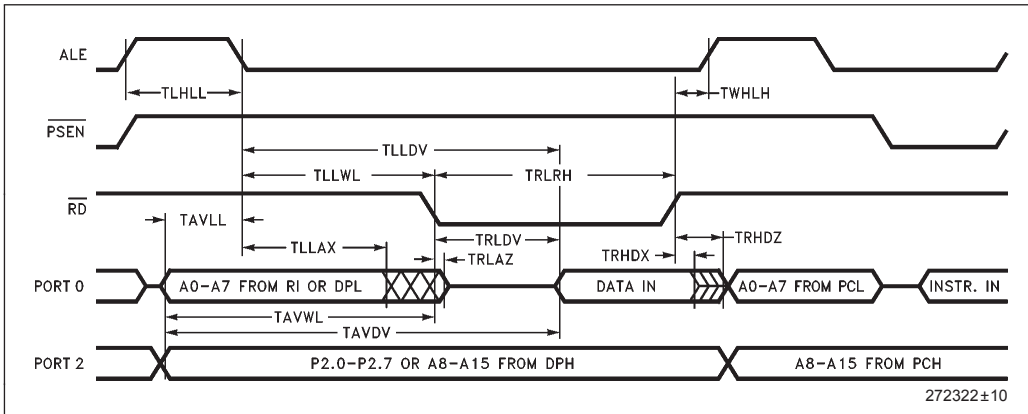 ALE
TLHLL
TWHLH
PSEN
TLLDV
TLLWL
TRLRH
RD
TAVLL
TRLDV
TRHDZ
TLLAX
TRLAZ
TRHDX
PORT 0
A0-A7 FROM RI OR DPL
DATA IN
A0-A7 FROM PCL
INSTR. IN
TAVWL
TAVDV
PORT 2
P2.0-P2.7 OR A8-A15 FROM DPH
A8-A15 FROM PCH
272322±10